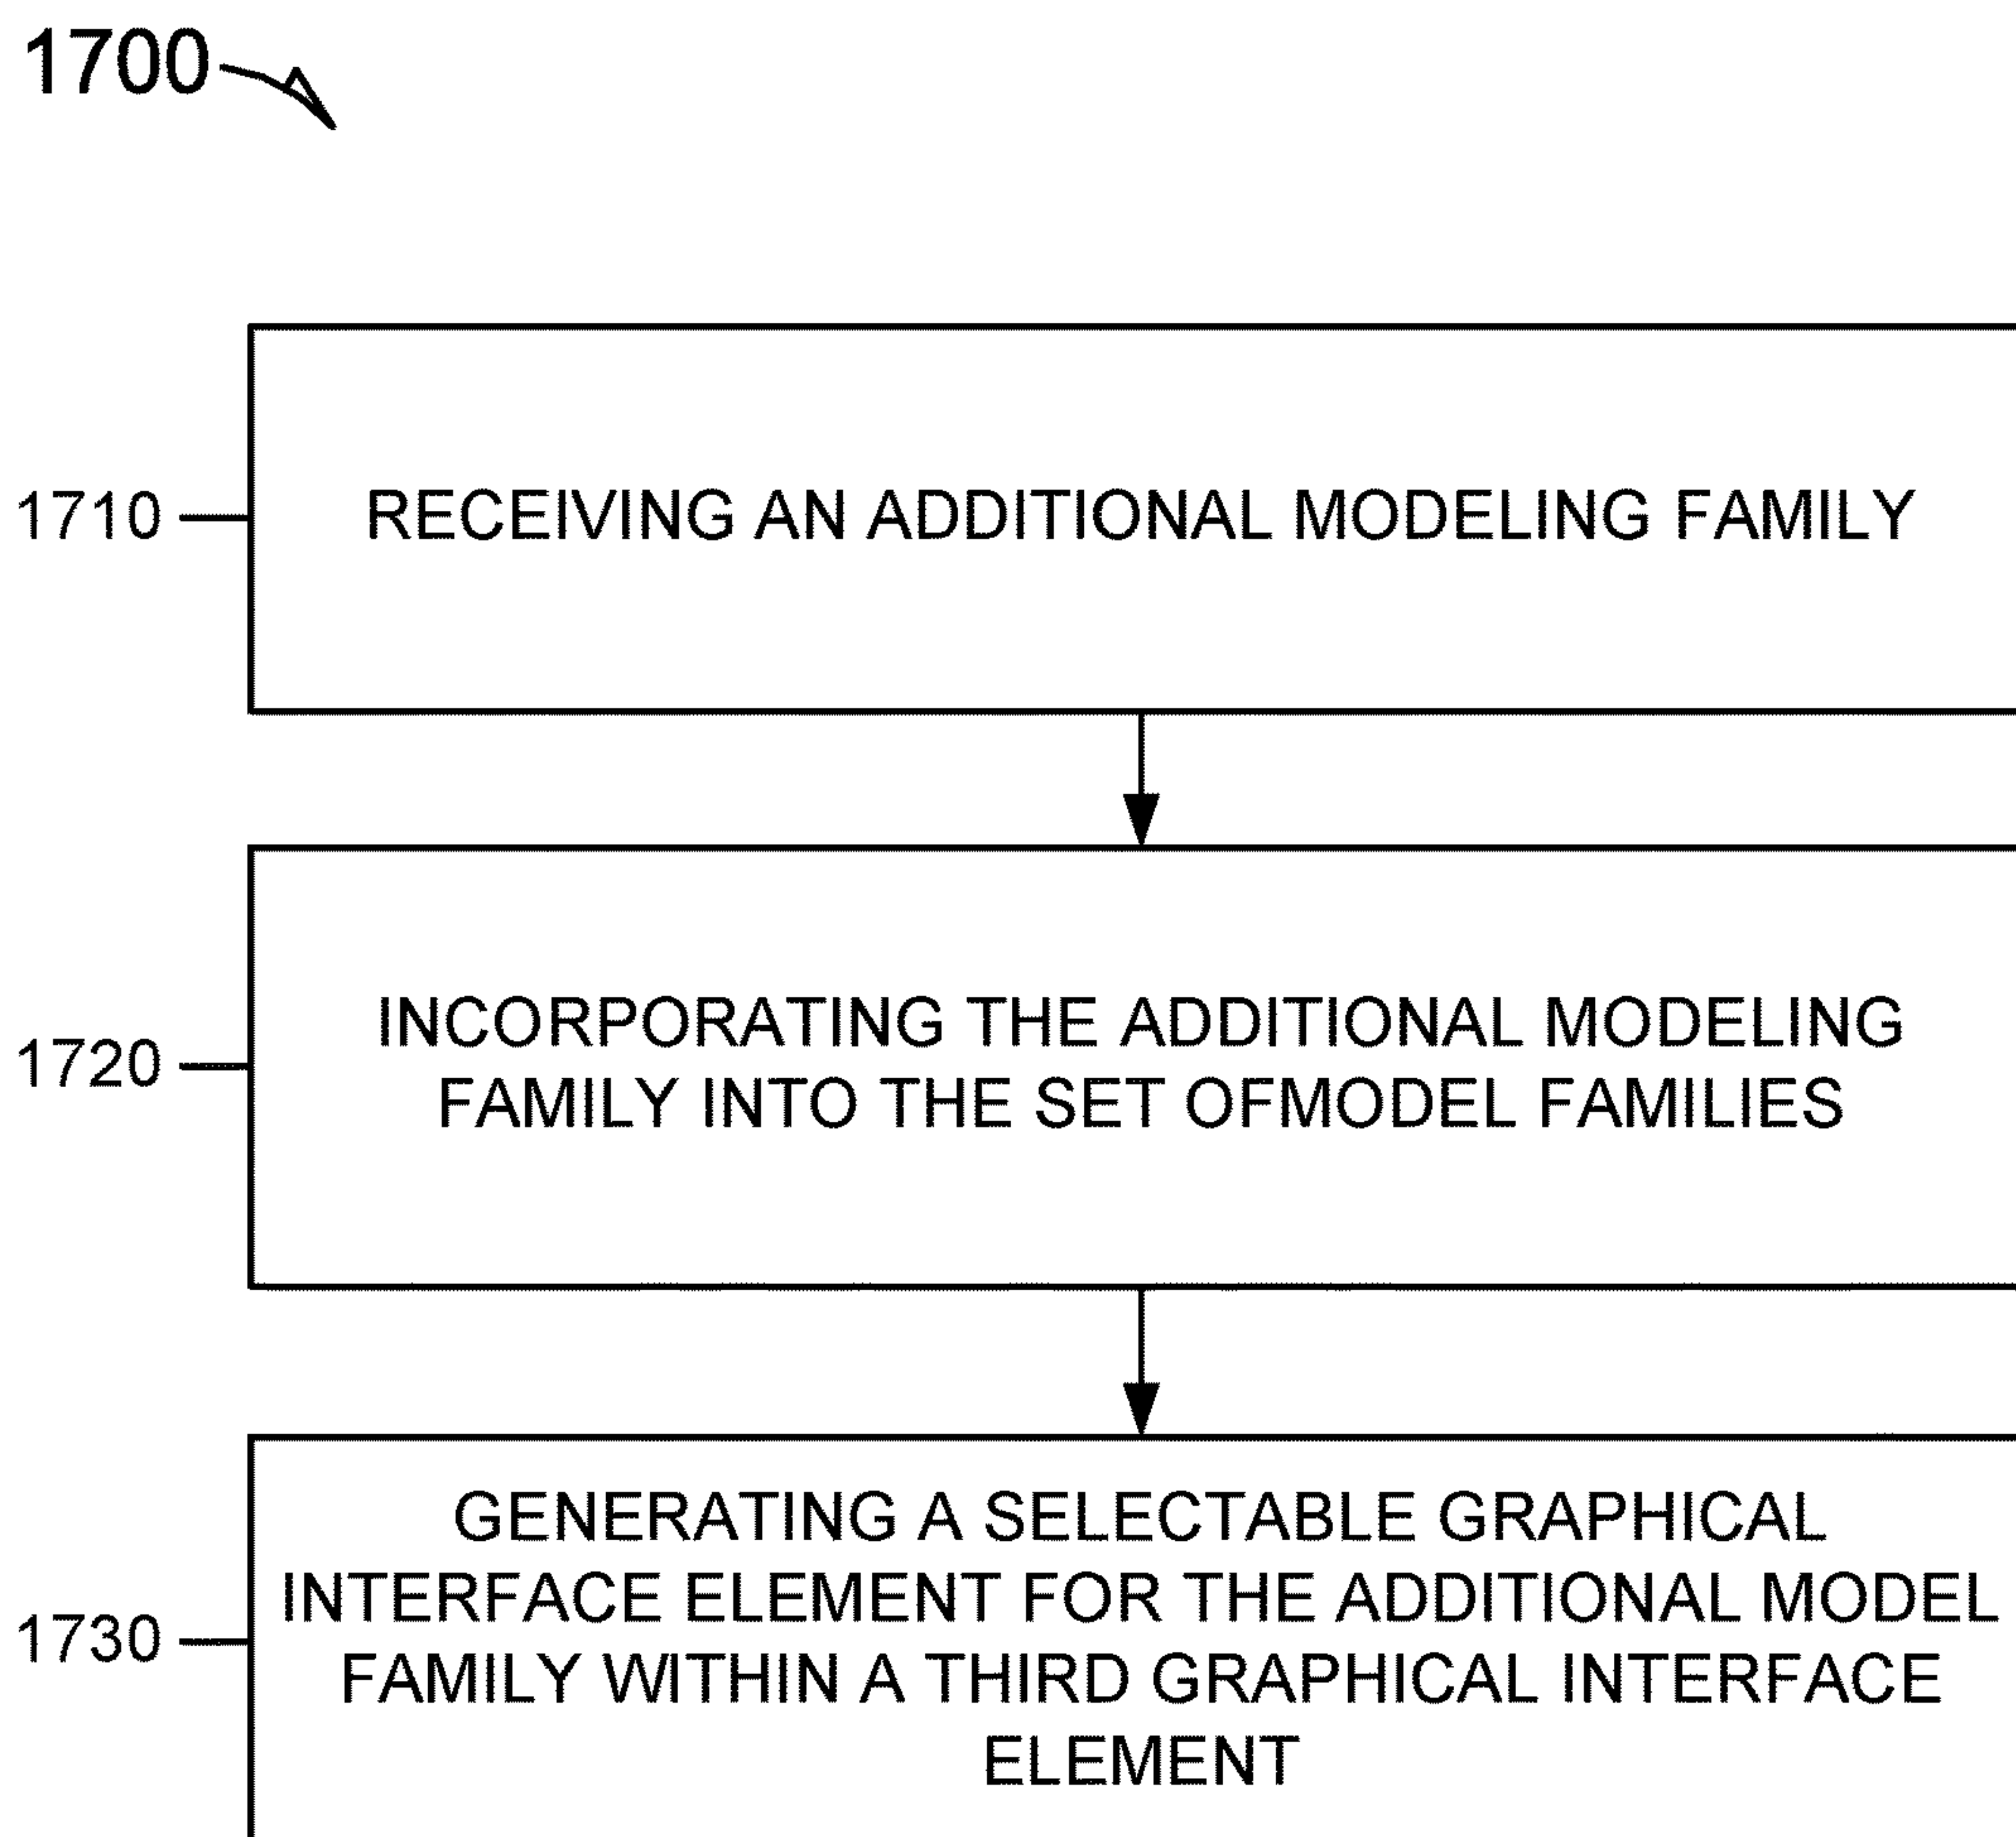 1700
1710
RECEIVING AN ADDITIONAL MODELING FAMILY
1720
INCORPORATING THE ADDITIONAL MODELING
FAMILY INTO THE SET OFMODEL FAMILIES
1730
GENERATING A SELECTABLE GRAPHICAL
INTERFACE ELEMENT FOR THE ADDITIONAL MODEL
FAMILY WITHIN A THIRD GRAPHICAL INTERFACE
ELEMENT